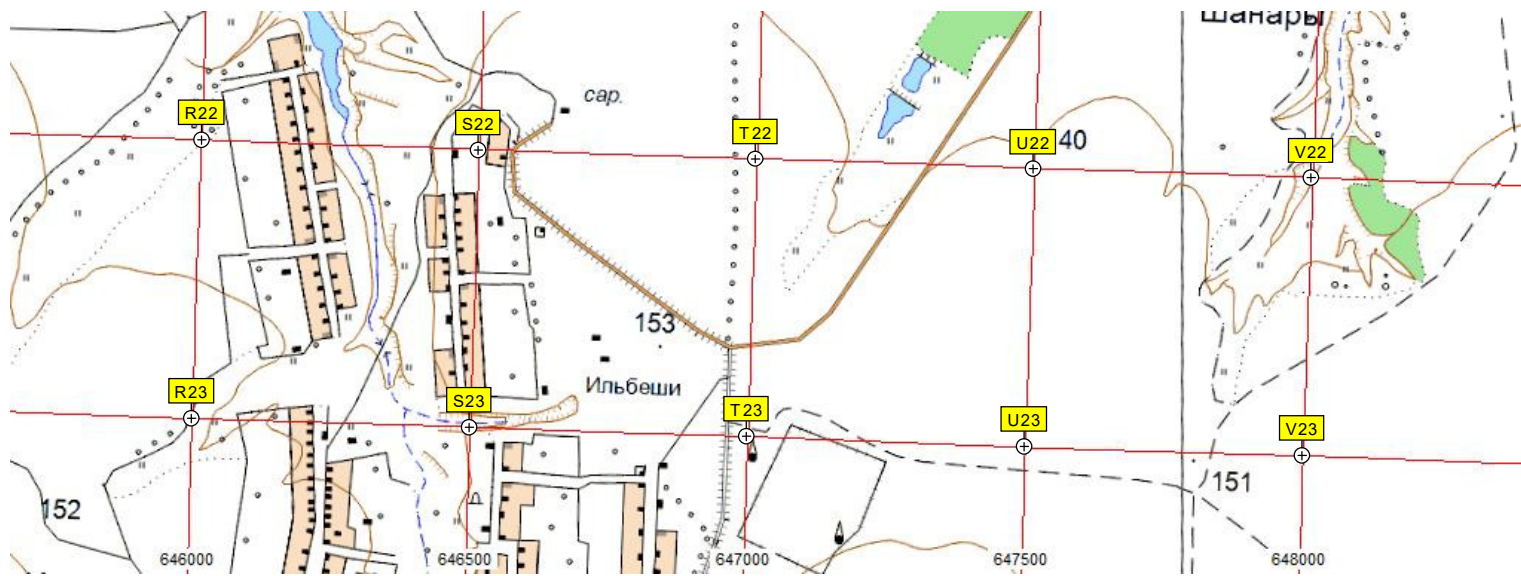 Шанары
R22
сар.
S22
T22
U22
40
V22
153
Ильбеши
R23
S23
T23
U23
V23
152
151
646000
646500
647000
647500
648000